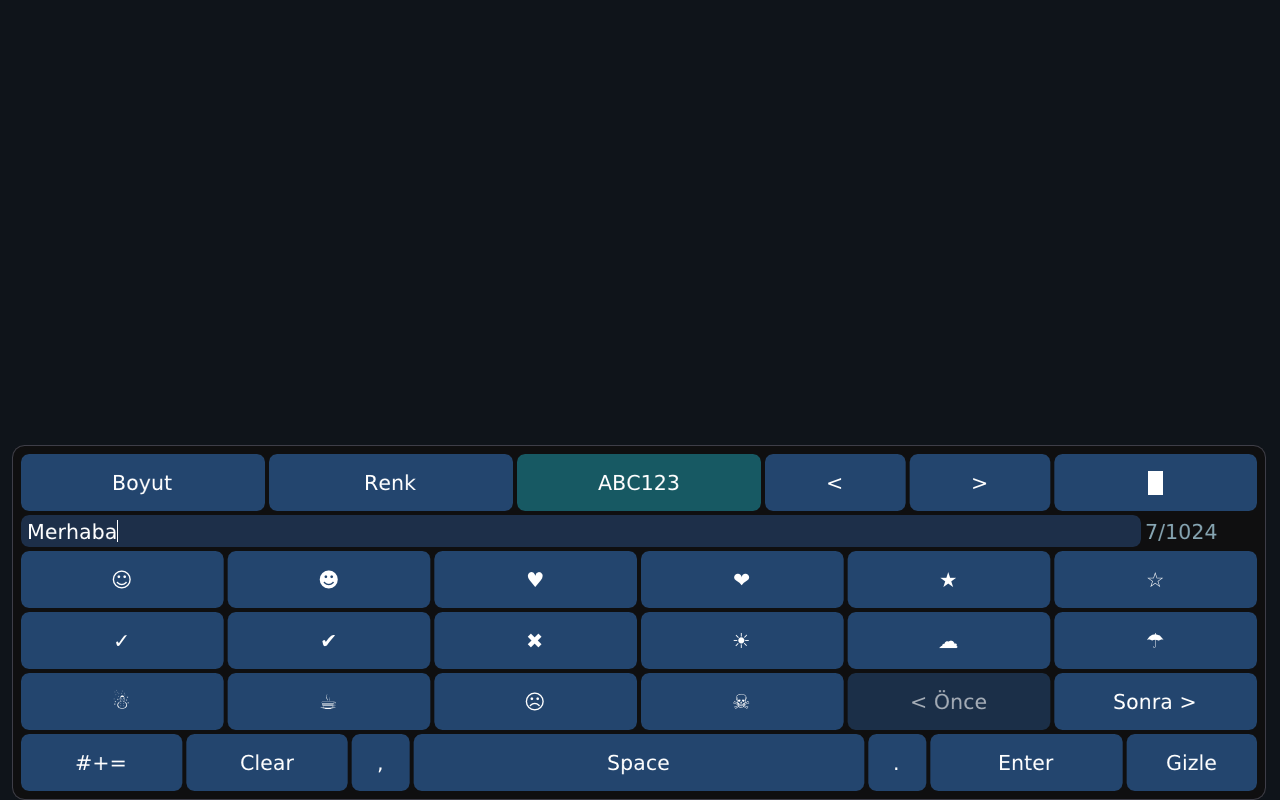 Boyut Renk ABC123 < >
Merhaba 7/1024
☺ ☻ ♥ ❤ ★ ☆
✓ ✔ ✖ ☀ ☁ ☂
☃ ☕ ☹ ☠ < Önce Sonra >
#+= Clear , Space . Enter Gizle